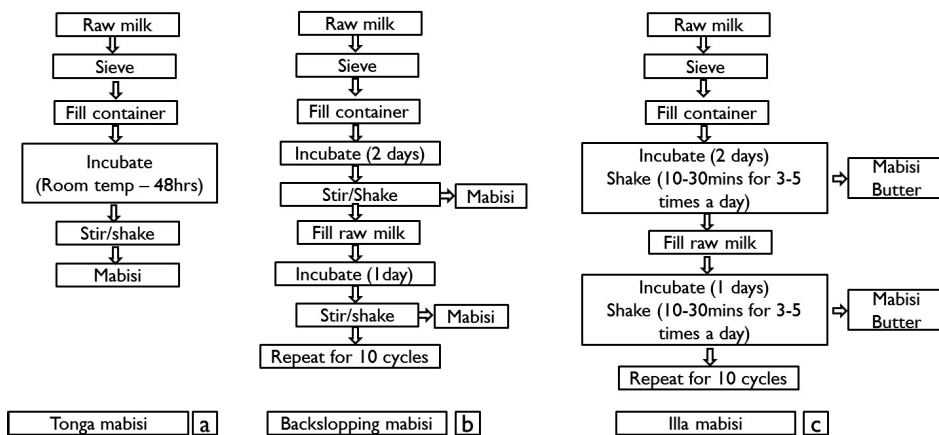 Raw milk
Sieve
Fill container
Incubate
(Room temp – 48hrs)
Stir/shake
Mabisi
Tonga mabisi
a
Raw milk
Sieve
Fill container
Incubate (2 days)
Stir/Shake
Mabisi
Fill raw milk
Incubate (1day)
Stir/shake
Mabisi
Repeat for 10 cycles
Backslopping mabisi
b
Raw milk
Sieve
Fill container
Incubate (2 days)
Shake (10-30mins for 3-5
times a day)
Mabisi
Butter
Fill raw milk
Incubate (1 days)
Shake (10-30mins for 3-5
times a day)
Mabisi
Butter
Repeat for 10 cycles
Illa mabisi
c